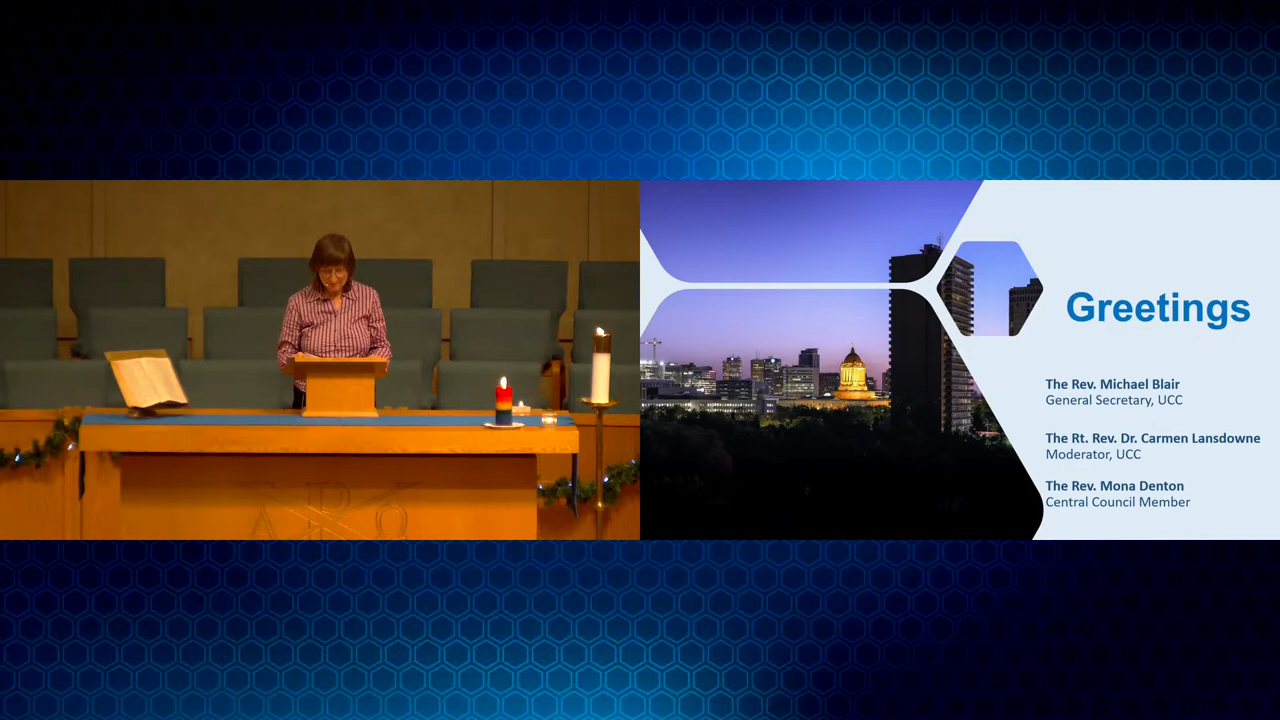 Greetings
The Rev. Michael Blair
General Secretary, UCC
The Rt. Rev. Dr. Carmen Lansdowne
Moderator, UCC
The Rev. Mona Denton
Central Council Member